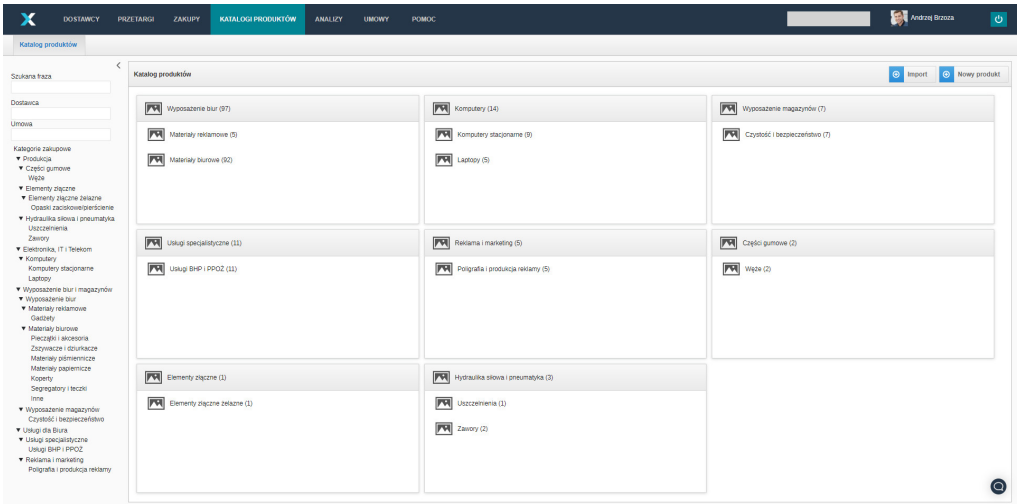 DOSTAWCY PRZETARGI ZAKUPY KATALOGI PRODUKTÓW ANALIZY UMOWY POMOC Andrzej Brzoza
Katalog produktów
Szukana fraza
Dostawca
Umowa
Kategorie zakupowe
Produkcja
Części gumowe
Węże
Elementy złączne
Elementy złączne żelazne
Opaski zaciskowe/pierścienie
Hydraulika siłowa i pneumatyka
Uszczelnienia
Zawory
Elektronika, IT i Telekom
Komputery
Komputery stacjonarne
Laptopy
Wyposażenie biur i magazynów
Wyposażenie biur
Materiały reklamowe
Gadżety
Materiały biurowe
Pieczątki i akcesoria
Zszywacze i dziurkacze
Materiały piśmiennicze
Materiały papiernicze
Koperty
Segregatory i teczki
Inne
Wyposażenie magazynów
Czystość i bezpieczeństwo
Usługi dla Biura
Usługi specjalistyczne
Usługi BHP i PPOŻ
Reklama i marketing
Poligrafia i produkcja reklamy
Katalog produktów Import Nowy produkt
Wyposażenie biur (97)
Materiały reklamowe (5)
Materiały biurowe (92)
Komputery (14)
Komputery stacjonarne (9)
Laptopy (5)
Wyposażenie magazynów (7)
Czystość i bezpieczeństwo (7)
Usługi specjalistyczne (11)
Usługi BHP i PPOŻ (11)
Reklama i marketing (5)
Poligrafia i produkcja reklamy (5)
Części gumowe (2)
Węże (2)
Elementy złączne (1)
Elementy złączne żelazne (1)
Hydraulika siłowa i pneumatyka (3)
Uszczelnienia (1)
Zawory (2)